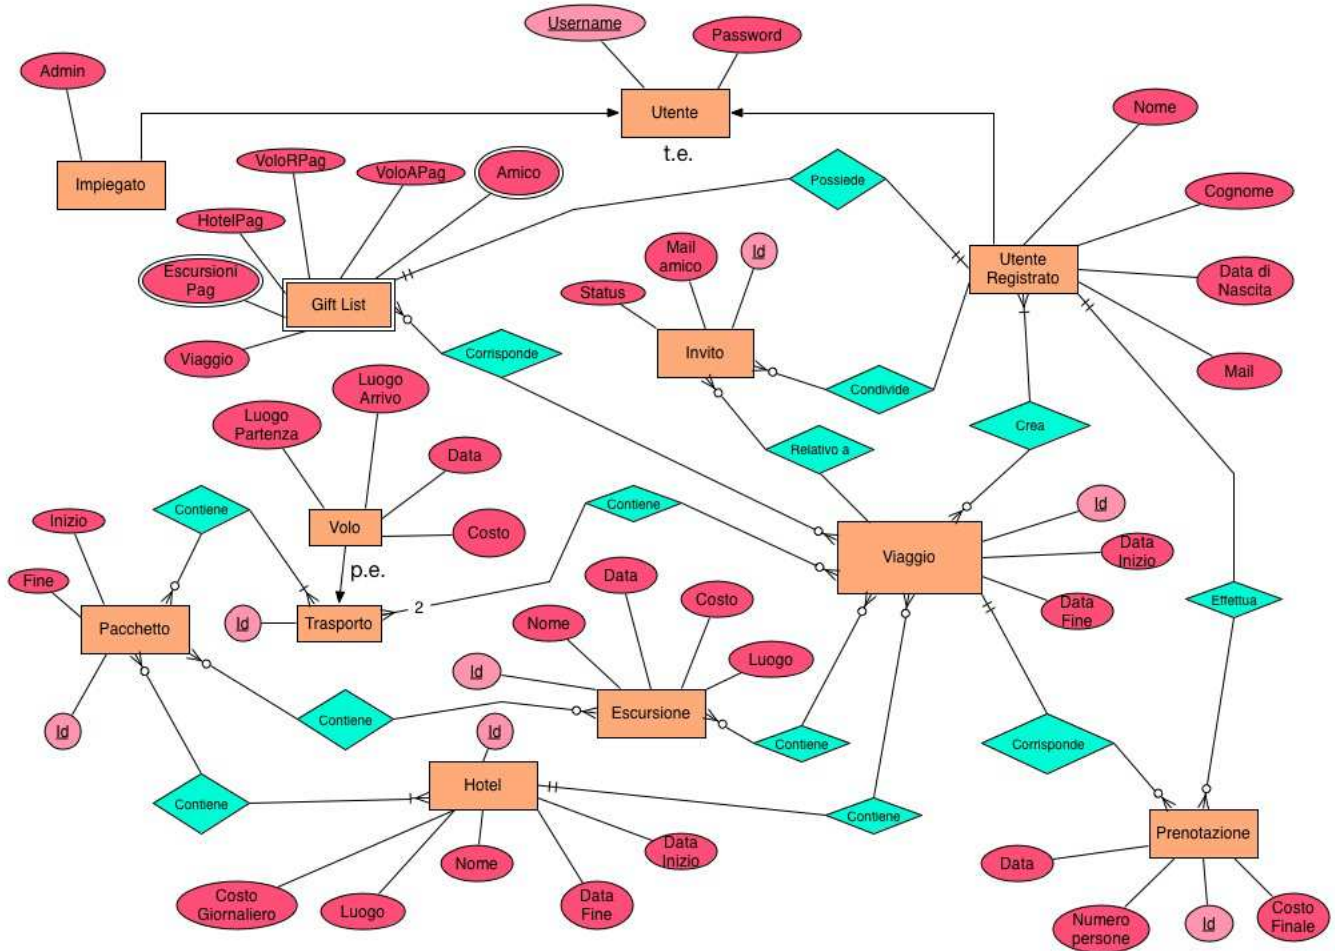 Username
Password
Admin
Utente
Nome
t.e.
VoloRPag
VoloAPag
Amico
Possiede
Impiegato
Cognome
HotelPag
Mail
amico
Id
Utente
Registrato
Escursioni
Pag
Data di
Nascita
Status
Gift List
Viaggio
Corrisponde
Invito
Mail
Condivide
Luogo
Arrivo
Luogo
Partenza
Crea
Data
Relativo a
Contiene
Contiene
Id
Inizio
Volo
Costo
Viaggio
Data
Inizio
p.e.
Fine
Data
Costo
Effettua
2
Data
Fine
Pacchetto
Id
Trasporto
Nome
Luogo
Id
Escursione
Contiene
Id
Id
Contiene
Corrisponde
Hotel
Contiene
Contiene
Prenotazione
Data
Inizio
Nome
Data
Costo
Giornaliero
Luogo
Data
Fine
Numero
persone
Id
Costo
Finale